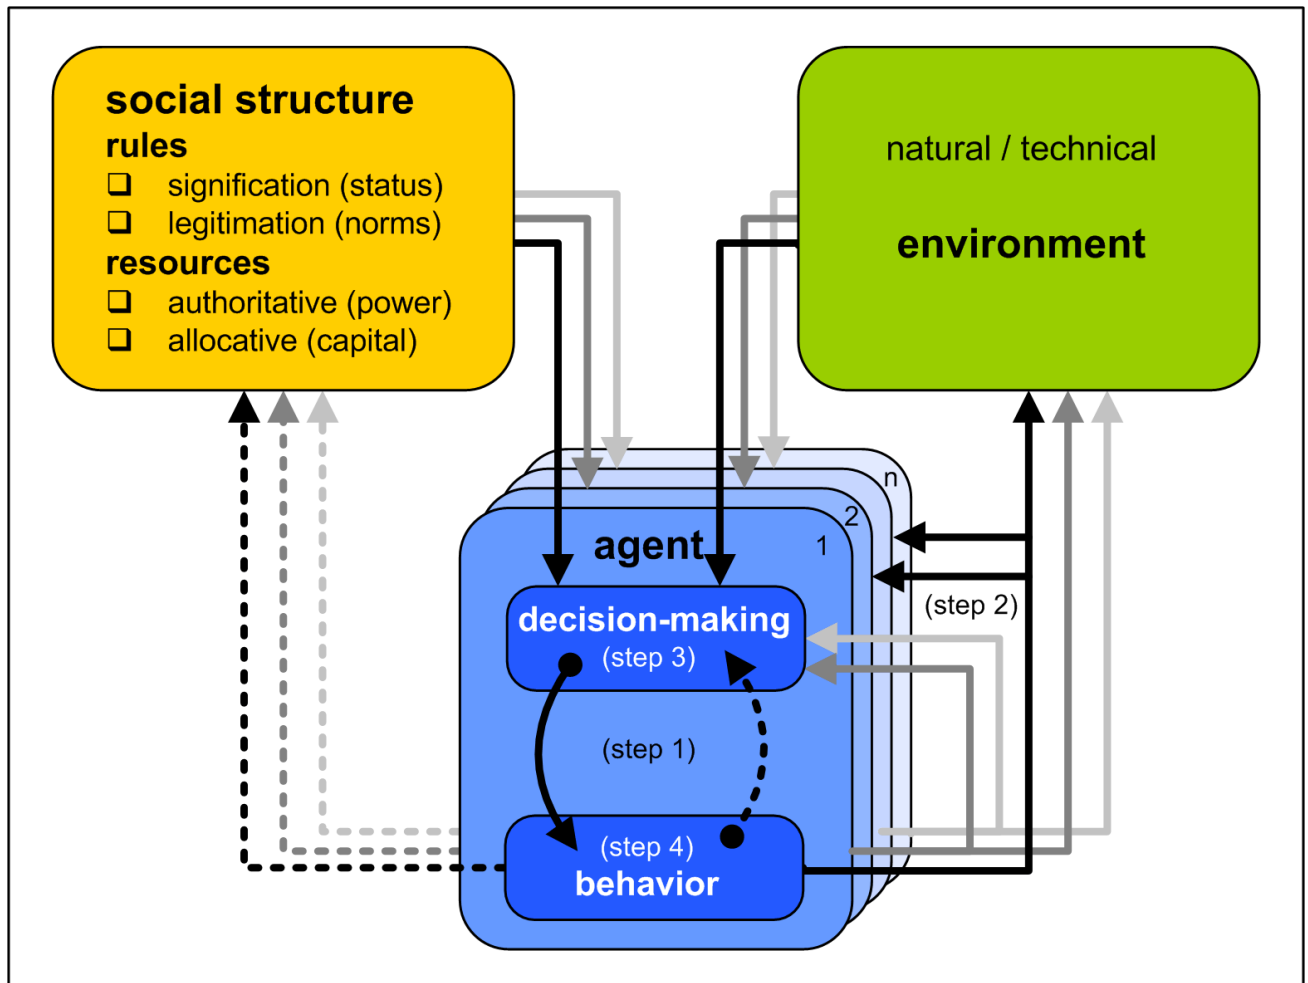 social structure
rules
❑ signification (status)
❑ legitimation (norms)
resources
❑ authoritative (power)
❑ allocative (capital)
natural / technical
environment
n
2
1
agent
decision-making
(step 3)
(step 2)
(step 1)
(step 4)
behavior